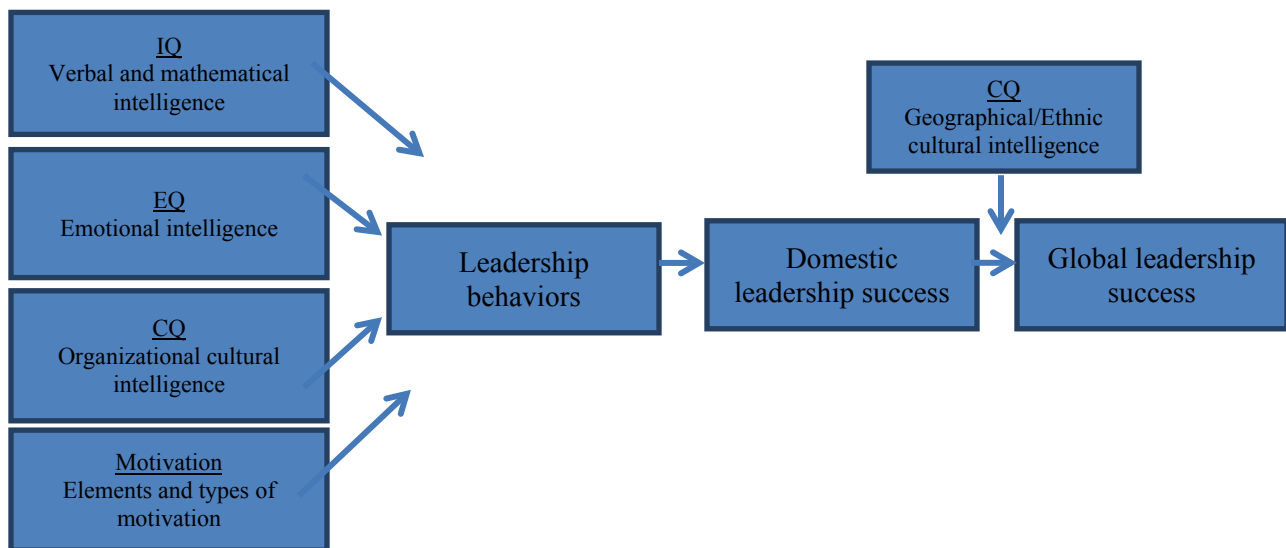 IQ
Verbal and mathematical
intelligence
EQ
Emotional intelligence
CQ
Organizational cultural
intelligence
Motivation
Elements and types of
motivation
Leadership
behaviors
Domestic
leadership success
CQ
Geographical/Ethnic
cultural intelligence
Global leadership
success